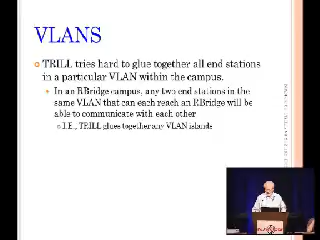 VLANS
TRILL tries hard to glue together all end stations
in a particular VLAN within the campus.
In an RBridge campus, any two end stations in the
same VLAN that can each reach an RBridge will be
able to communicate with each other
I.E., TRILL glues together any VLAN islands